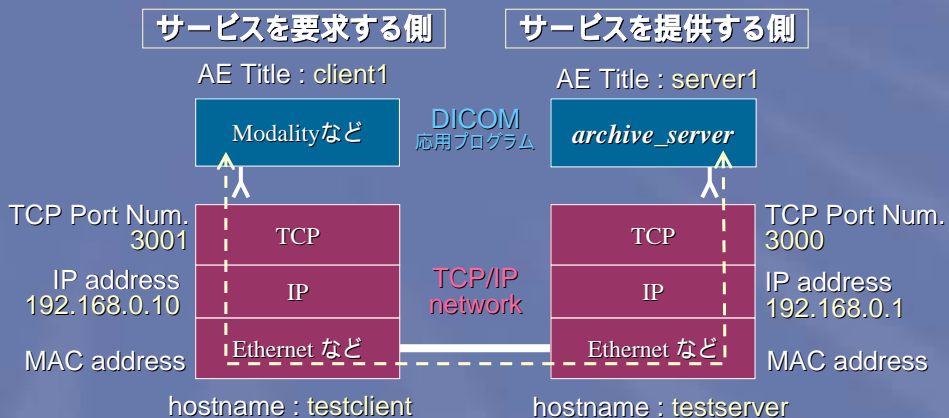 サービスを要求する側
サービスを提供する側
AE Title : client1
AE Title : server1
Modalityなど
DICOM
応用プログラム
archive_server
TCP Port Num.
3001
TCP
TCP
TCP Port Num.
3000
IP address
192.168.0.10
IP
TCP/IP
network
IP
IP address
192.168.0.1
MAC address
Ethernet など
Ethernet など
MAC address
hostname : testclient
hostname : testserver